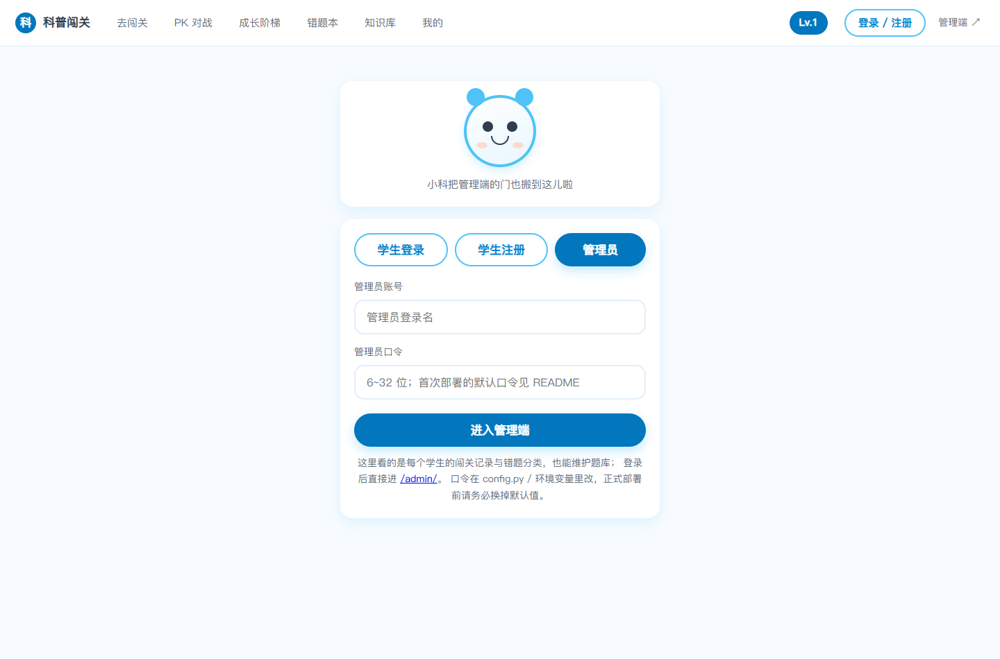 科 科普闯关 去闯关 PK 对战 成长阶梯 错题本 知识库 我的 Lv.1 登录 / 注册 管理端 ↗
小科把管理端的门也搬到这儿啦
学生登录 学生注册 管理员
管理员账号
管理员登录名
管理员口令
6~32 位；首次部署的默认口令见 README
进入管理端
这里看的是每个学生的闯关记录与错题分类，也能维护题库； 登录
后直接进 /admin/。 口令在 config.py / 环境变量里改，正式部署
前请务必换掉默认值。